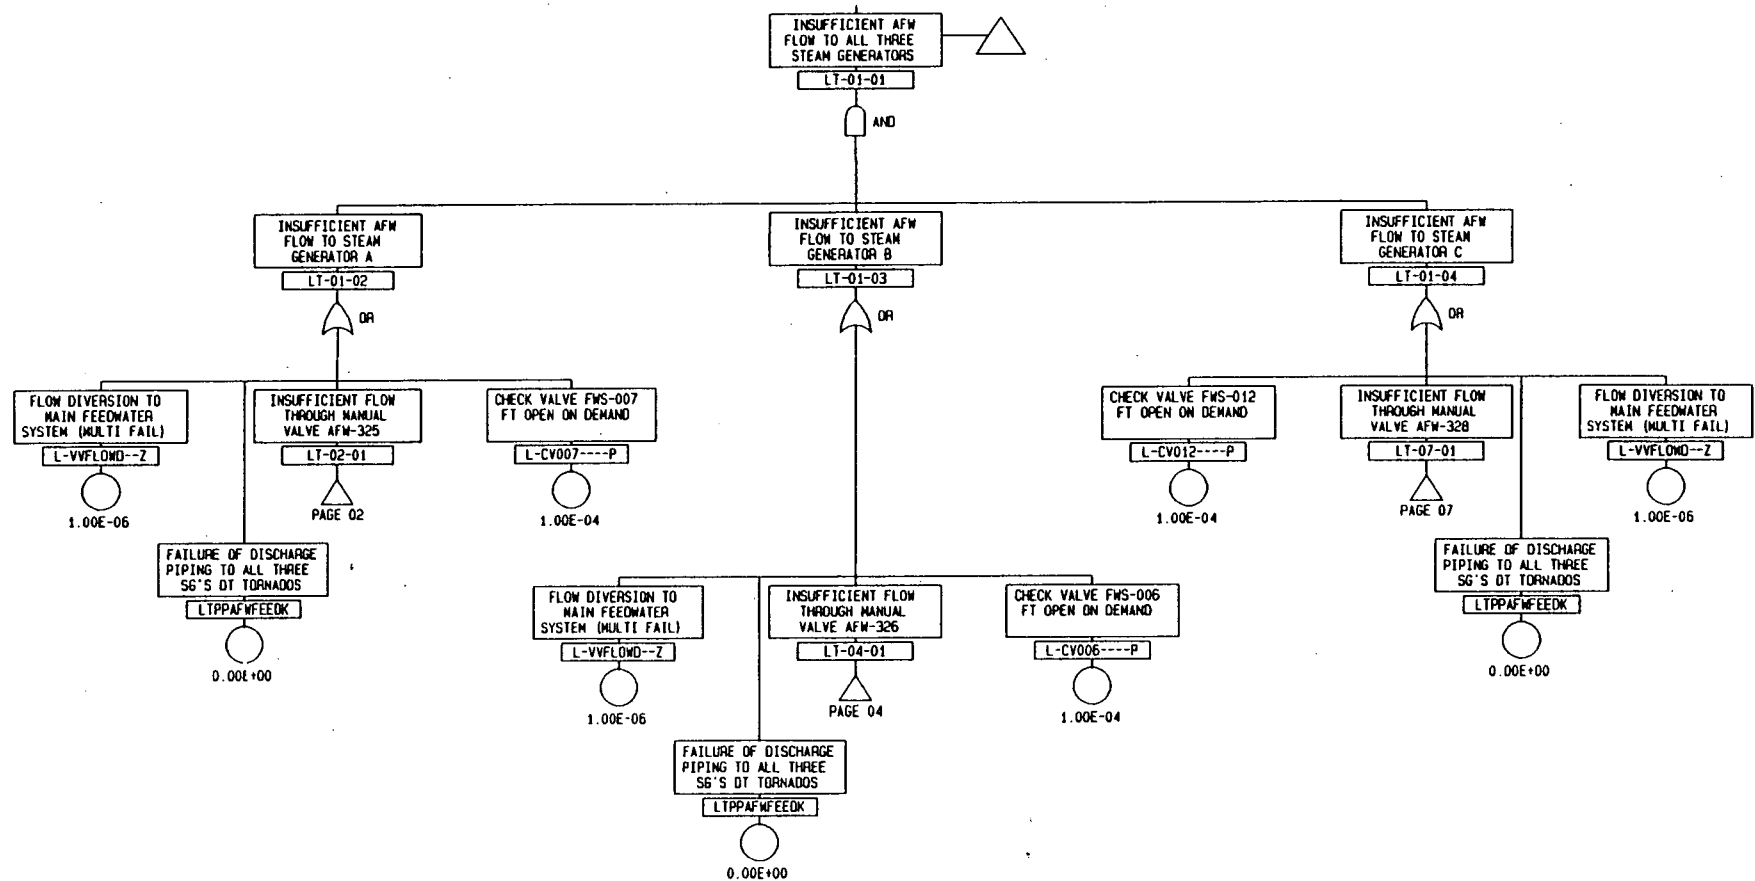 INSUFFICIENT AFW
FLOW TO ALL THREE
STEAM GENERATORS
LT-01-01
AND
INSUFFICIENT AFW
FLOW TO STEAM
GENERATOR A
LT-01-02
OR
INSUFFICIENT AFW
FLOW TO STEAM
GENERATOR B
LT-01-03
OR
INSUFFICIENT AFW
FLOW TO STEAM
GENERATOR C
LT-01-04
OR
FLOW DIVERSION TO
MAIN FEEDWATER
SYSTEM (MULTI FAIL)
L-VVFLOWD--Z
1.00E-06
INSUFFICIENT FLOW
THROUGH MANUAL
VALVE AFW-325
LT-02-01
PAGE 02
CHECK VALVE FWS-007
FT OPEN ON DEMAND
L-CV007----P
1.00E-04
FAILURE OF DISCHARGE
PIPING TO ALL THREE
SG'S DT TORNADOS
LTPPAFWFEEDK
0.00E+00
FLOW DIVERSION TO
MAIN FEEDWATER
SYSTEM (MULTI FAIL)
L-VVFLOWD--Z
1.00E-06
INSUFFICIENT FLOW
THROUGH MANUAL
VALVE AFW-326
LT-04-01
PAGE 04
CHECK VALVE FWS-006
FT OPEN ON DEMAND
L-CV006----P
1.00E-04
FAILURE OF DISCHARGE
PIPING TO ALL THREE
SG'S DT TORNADOS
LTPPAFWFEEDK
0.00E+00
CHECK VALVE FWS-012
FT OPEN ON DEMAND
L-CV012----P
1.00E-04
INSUFFICIENT FLOW
THROUGH MANUAL
VALVE AFW-328
LT-07-01
PAGE 07
FLOW DIVERSION TO
MAIN FEEDWATER
SYSTEM (MULTI FAIL)
L-VVFLOWD--Z
1.00E-06
FAILURE OF DISCHARGE
PIPING TO ALL THREE
SG'S DT TORNADOS
LTPPAFWFEEDK
0.00E+00